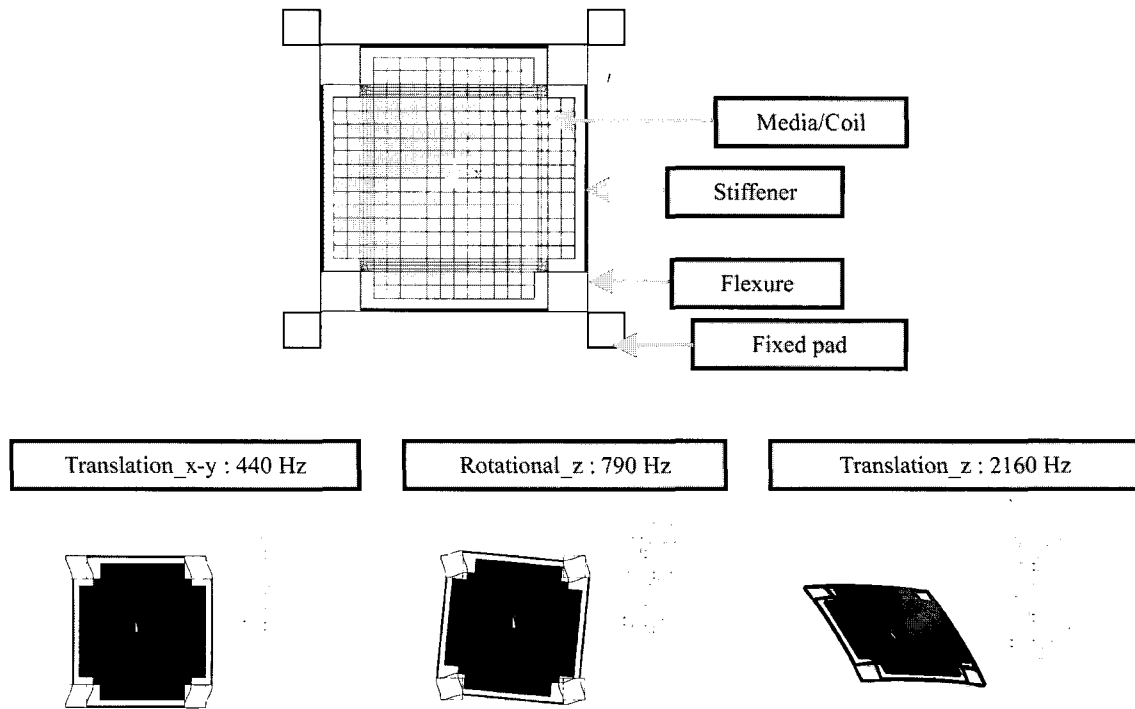 Media/Coil
Stiffener
Flexure
Fixed pad
Translation_x-y : 440 Hz
Rotational_z : 790 Hz
Translation_z : 2160 Hz